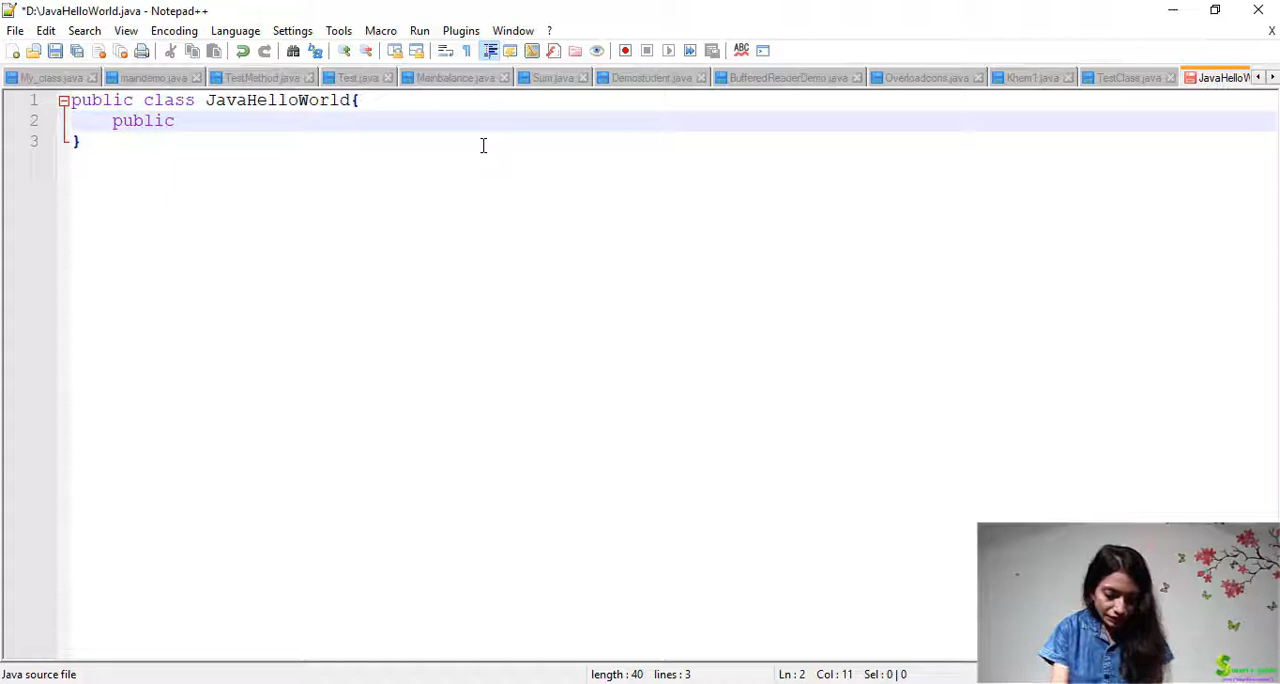 *D:\JavaHelloWorld.java - Notepad++
File Edit Search View Encoding Language Settings Tools Macro Run Plugins Window ? X
My_class.java maindemo.java TestMethod.java Test.java Mainbalance.java Sum.java Demostudent.java BufferedReaderDemo.java Overloadcons.java Khem1.java TestClass.java JavaHelloW
1 public class JavaHelloWorld{
2 public
3 }
Java source file length : 40 lines : 3 Ln : 2 Col : 11 Sel : 0 | 0